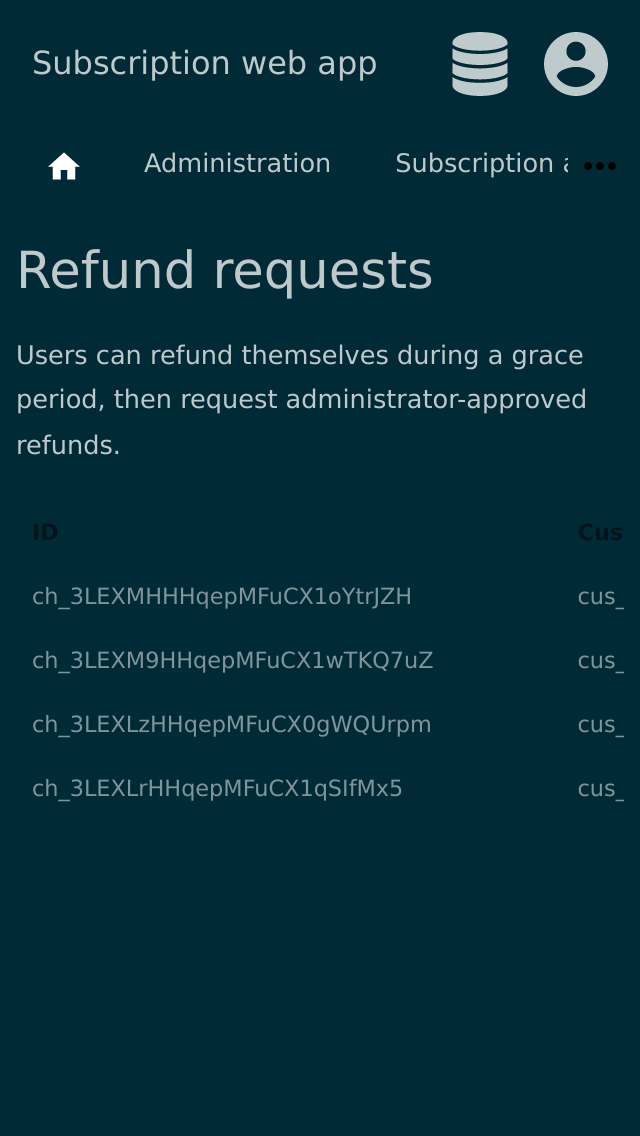 Subscription web app
Administration Subscription
Refund requests
Users can refund themselves during a grace
period, then request administrator-approved
refunds.
ID Cus
ch_3LEXMHHHqepMFuCX1oYtrJZH cus_
ch_3LEXM9HHqepMFuCX1wTKQ7uZ cus_
ch_3LEXLzHHqepMFuCX0gWQUrpm cus_
ch_3LEXLrHHqepMFuCX1qSIfMx5 cus_